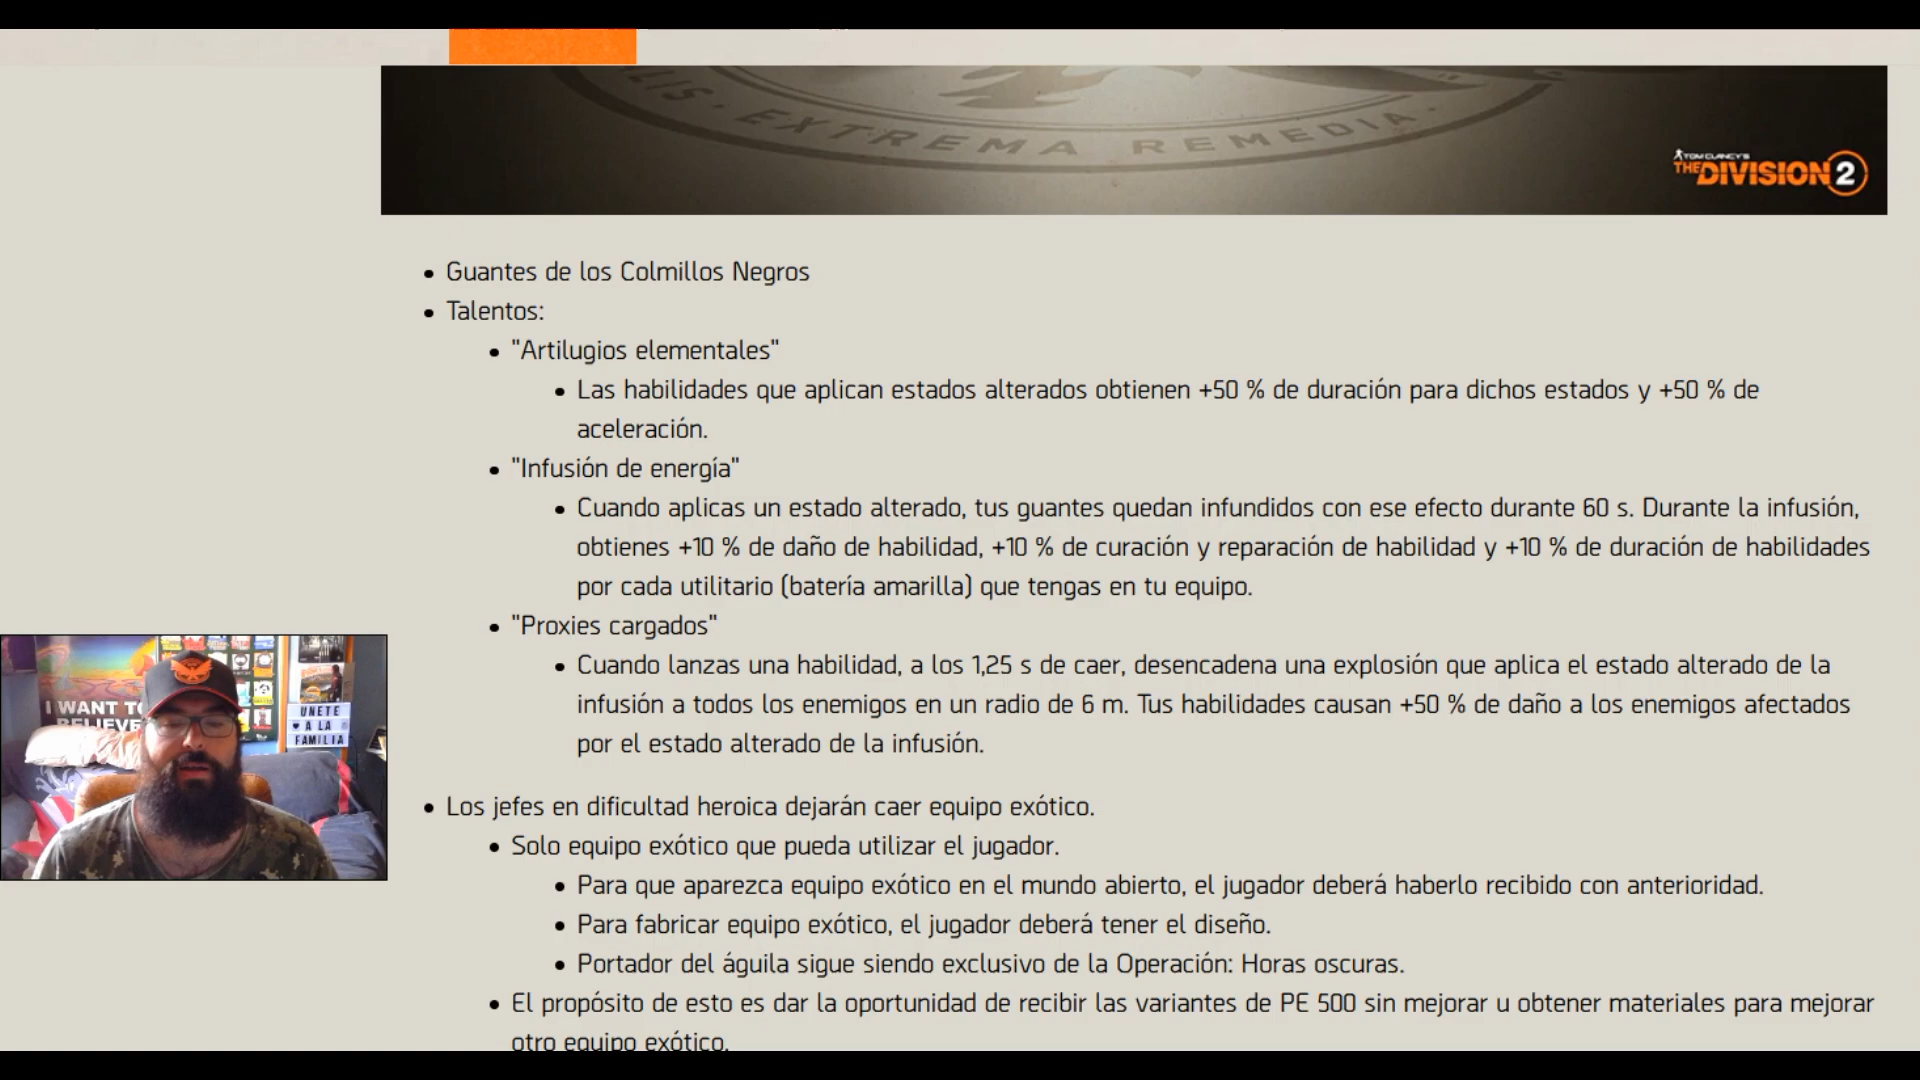 LIS · EXTREMA REMEDIA ·
TOM CLANCY'S
THE DIVISION 2
• Guantes de los Colmillos Negros
• Talentos:
• "Artilugios elementales"
• Las habilidades que aplican estados alterados obtienen +50 % de duración para dichos estados y +50 % de
aceleración.
• "Infusión de energía"
• Cuando aplicas un estado alterado, tus guantes quedan infundidos con ese efecto durante 60 s. Durante la infusión,
obtienes +10 % de daño de habilidad, +10 % de curación y reparación de habilidad y +10 % de duración de habilidades
por cada utilitario (batería amarilla) que tengas en tu equipo.
• "Proxies cargados"
• Cuando lanzas una habilidad, a los 1,25 s de caer, desencadena una explosión que aplica el estado alterado de la
infusión a todos los enemigos en un radio de 6 m. Tus habilidades causan +50 % de daño a los enemigos afectados
por el estado alterado de la infusión.
• Los jefes en dificultad heroica dejarán caer equipo exótico.
• Solo equipo exótico que pueda utilizar el jugador.
• Para que aparezca equipo exótico en el mundo abierto, el jugador deberá haberlo recibido con anterioridad.
• Para fabricar equipo exótico, el jugador deberá tener el diseño.
• Portador del águila sigue siendo exclusivo de la Operación: Horas oscuras.
• El propósito de esto es dar la oportunidad de recibir las variantes de PE 500 sin mejorar u obtener materiales para mejorar
otro equipo exótico.
I WANT TO
BELIEVE
UNETE
A LA
FAMILIA